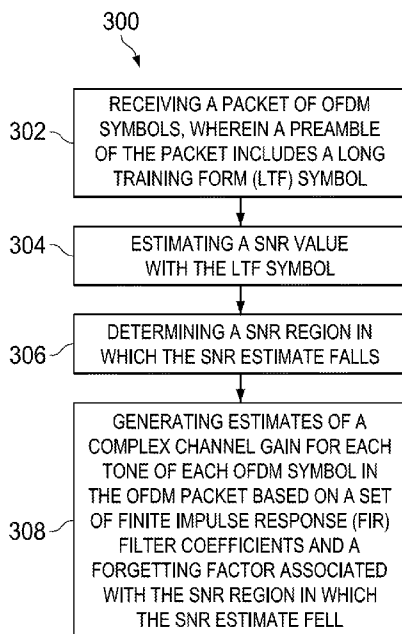 300
302
RECEIVING A PACKET OF OFDM
SYMBOLS, WHEREIN A PREAMBLE
OF THE PACKET INCLUDES A LONG
TRAINING FORM (LTF) SYMBOL
304
ESTIMATING A SNR VALUE
WITH THE LTF SYMBOL
306
DETERMINING A SNR REGION IN
WHICH THE SNR ESTIMATE FALLS
308
GENERATING ESTIMATES OF A
COMPLEX CHANNEL GAIN FOR EACH
TONE OF EACH OFDM SYMBOL IN
THE OFDM PACKET BASED ON A SET
OF FINITE IMPULSE RESPONSE (FIR)
FILTER COEFFICIENTS AND A
FORGETTING FACTOR ASSOCIATED
WITH THE SNR REGION IN WHICH
THE SNR ESTIMATE FELL